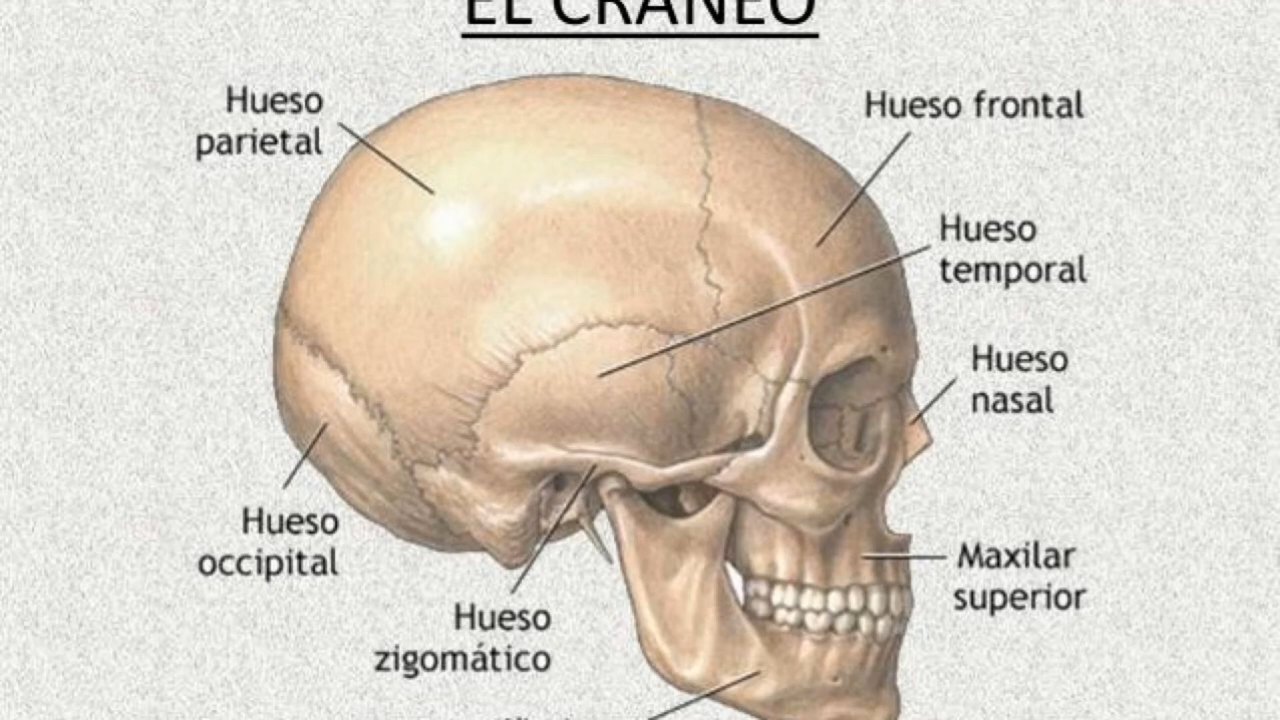 EL CRÁNEO
Hueso
parietal
Hueso frontal
Hueso
temporal
Hueso
nasal
Hueso
occipital
Maxilar
superior
Hueso
zigomático